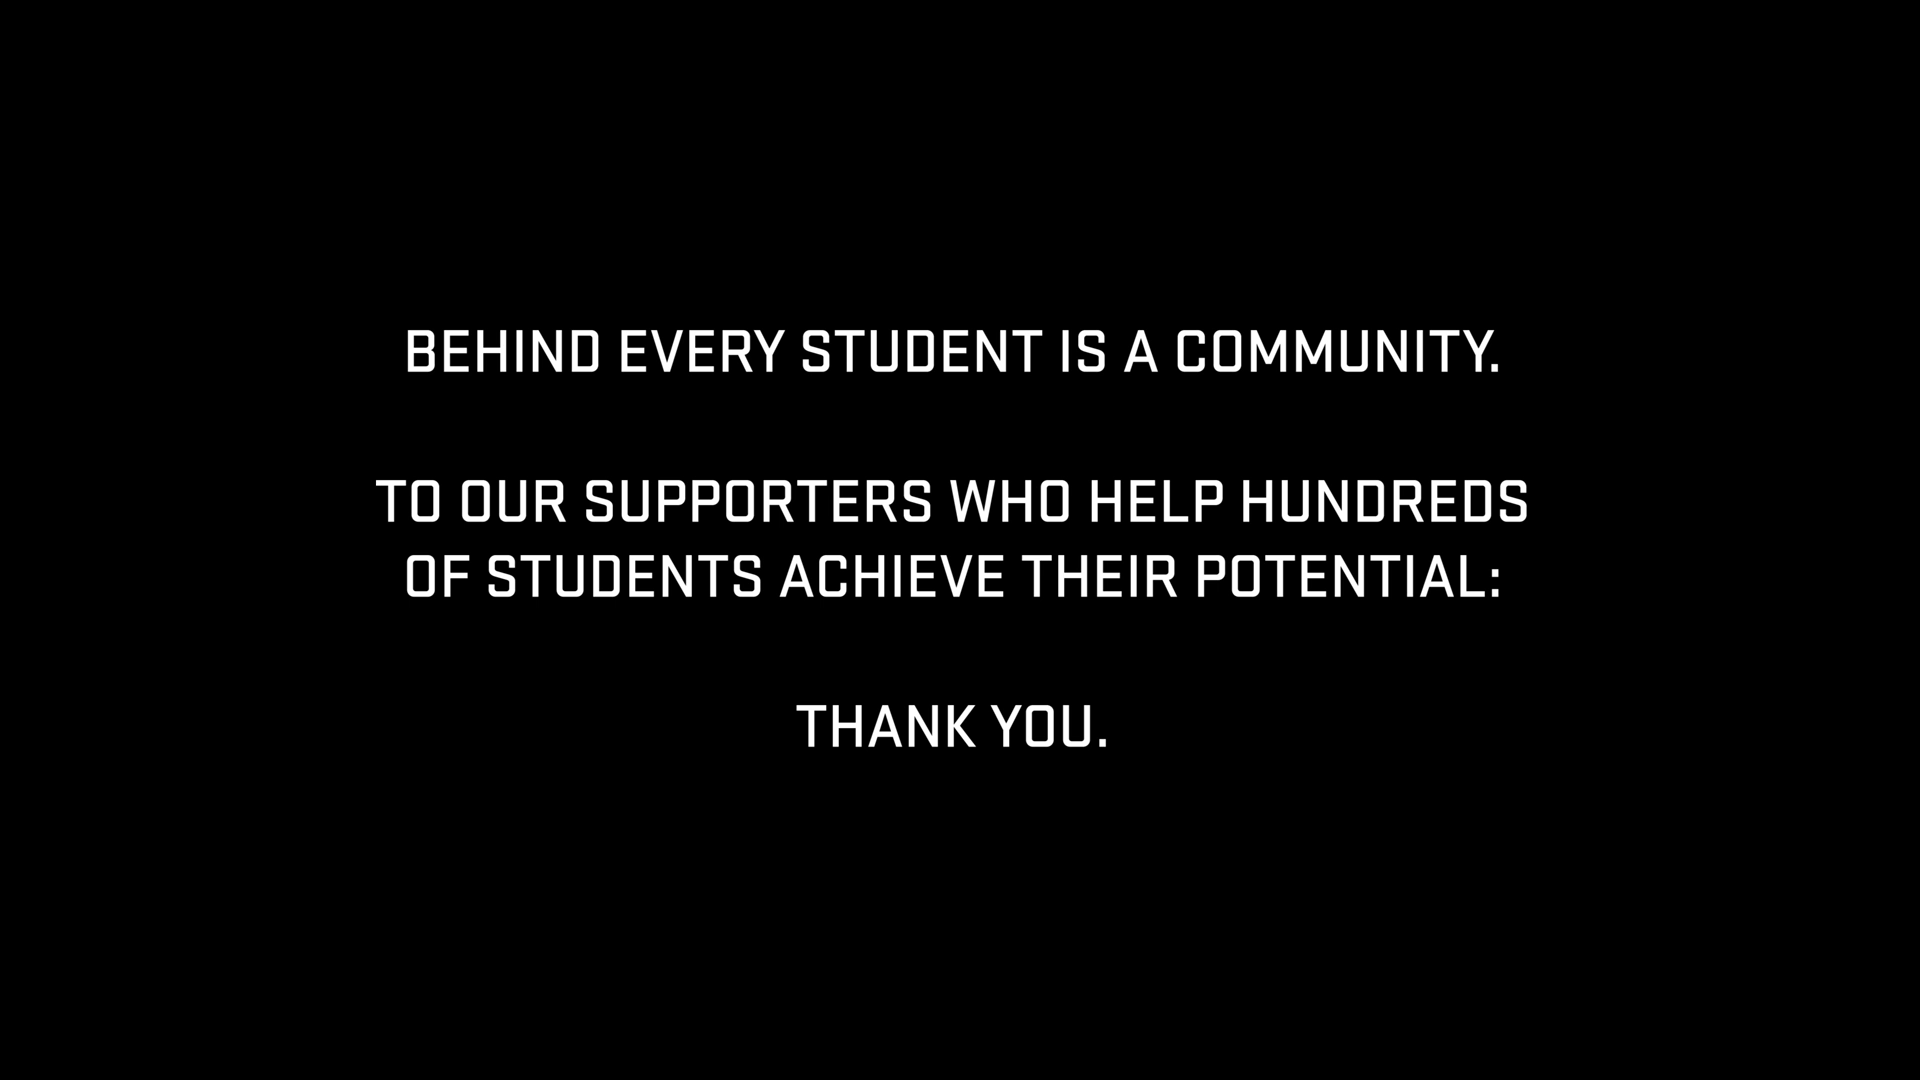 BEHIND EVERY STUDENT IS A COMMUNITY.
TO OUR SUPPORTERS WHO HELP HUNDREDS
OF STUDENTS ACHIEVE THEIR POTENTIAL:
THANK YOU.